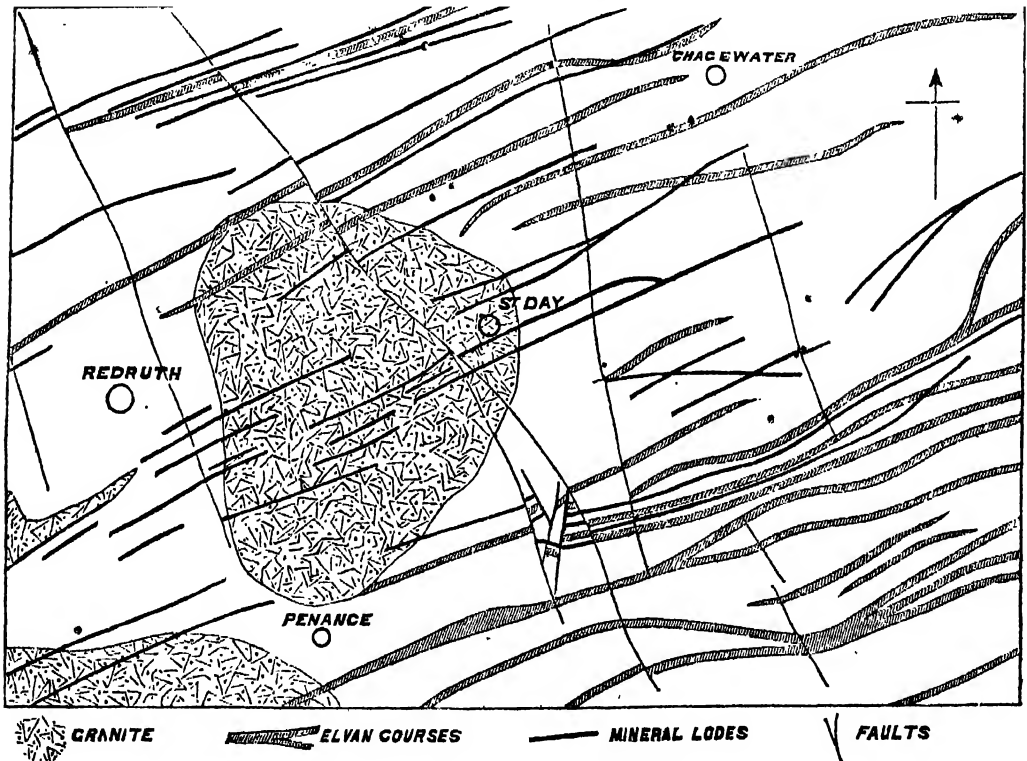 CHACEWATER
ST DAY
REDRUTH
PENANCE
GRANITE
ELVAN COURSES
MINERAL LODES
FAULTS